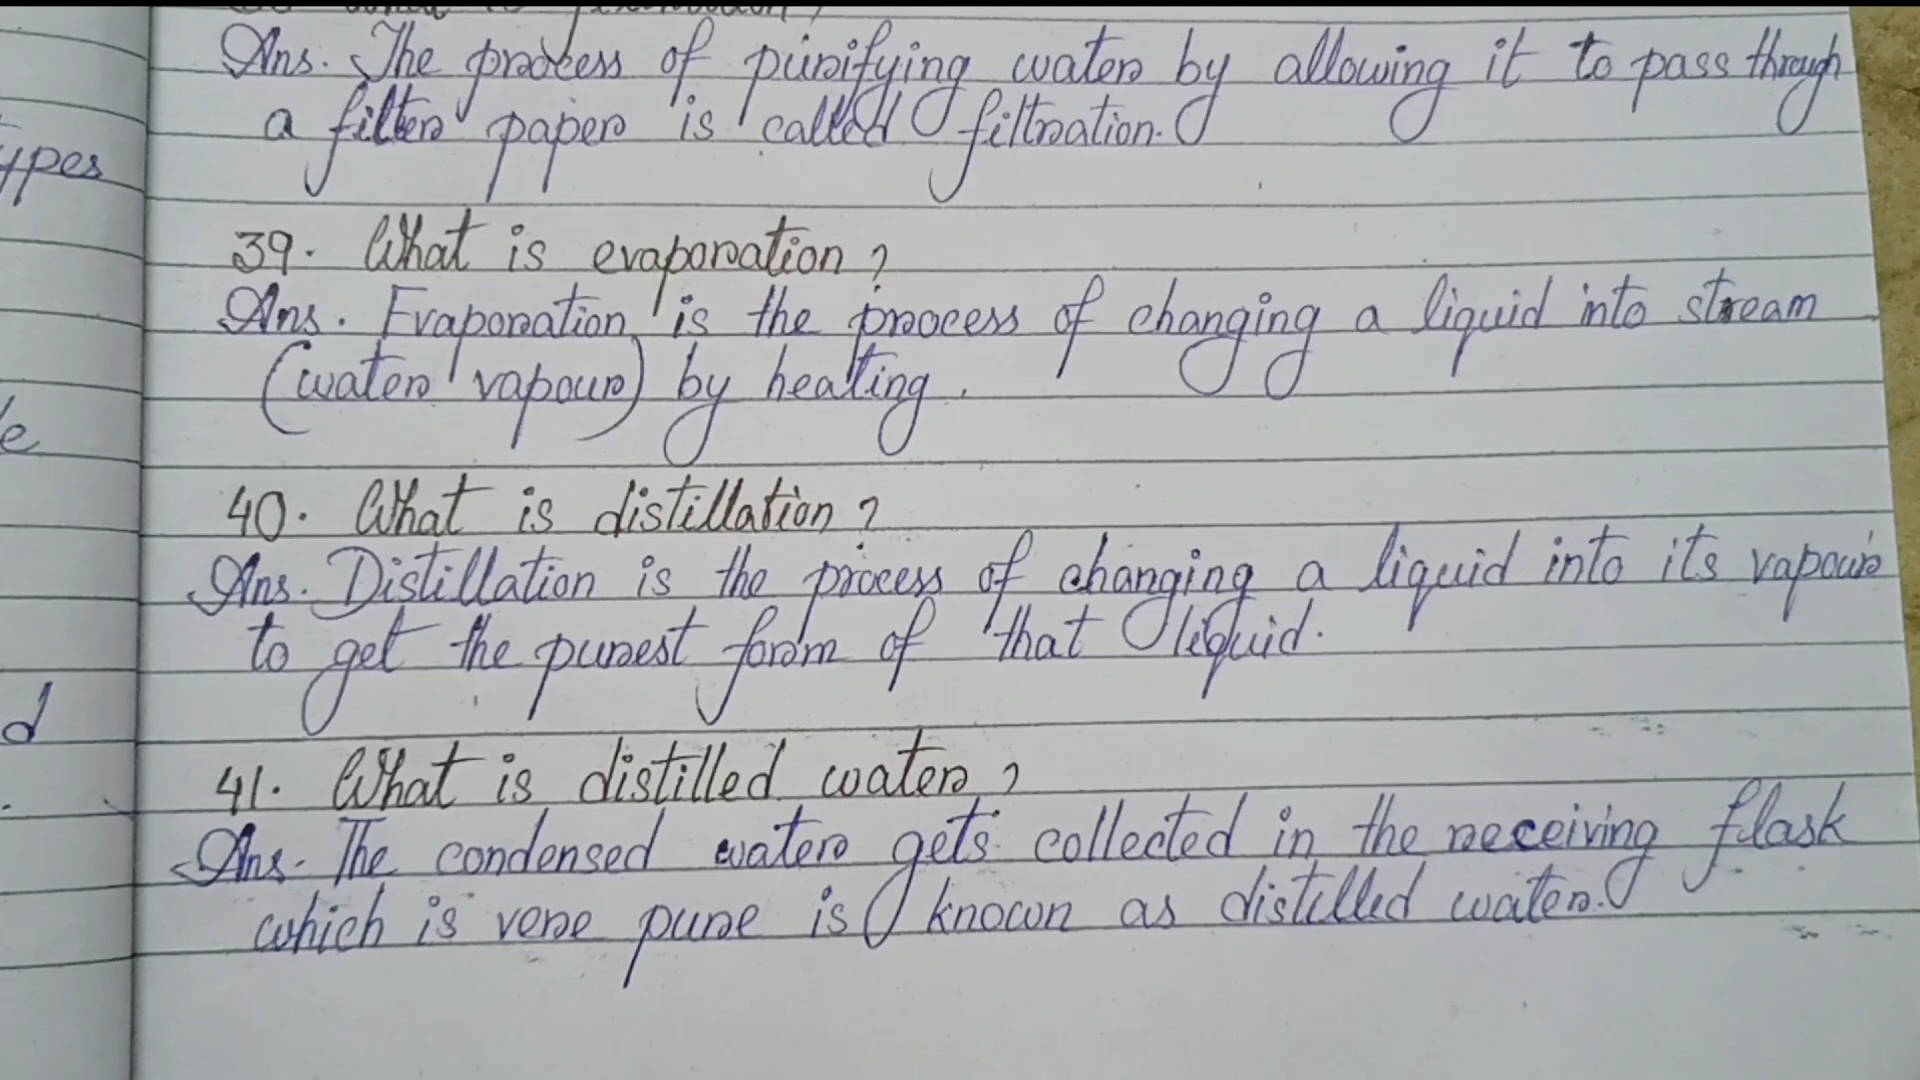 Ans. The process of purifying water by allowing it to pass through
a filter paper is called filtration.
ypes
39. What is evaporation?
Ans. Evaporation is the process of changing a liquid into stream
(water vapour) by heating.
le
40. What is distillation?
Ans. Distillation is the process of changing a liquid into its vapour
to get the purest form of that liquid.
d
41. What is distilled water?
Ans. The condensed water gets collected in the receiving flask
which is vere pure is known as distilled water.